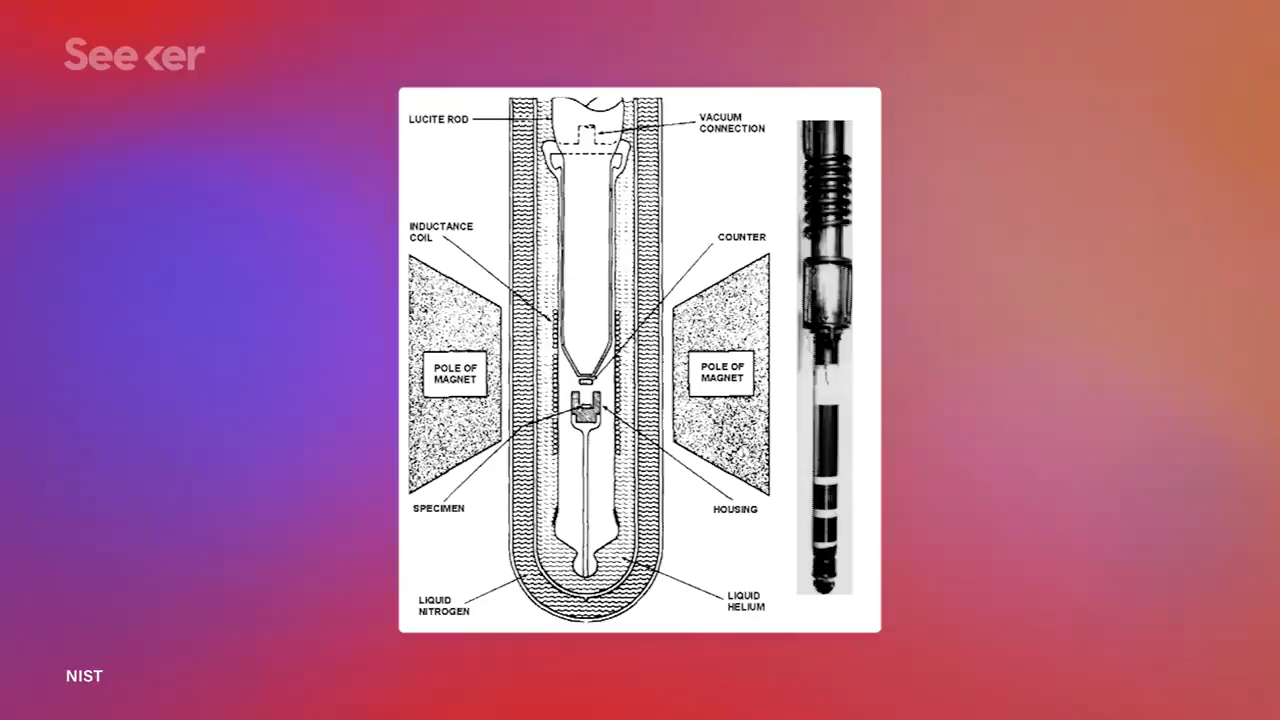 Seeker
LUCITE ROD
VACUUM
CONNECTION
INDUCTANCE
COIL
COUNTER
POLE OF
MAGNET
POLE OF
MAGNET
SPECIMEN
HOUSING
LIQUID
NITROGEN
LIQUID
HELIUM
NIST